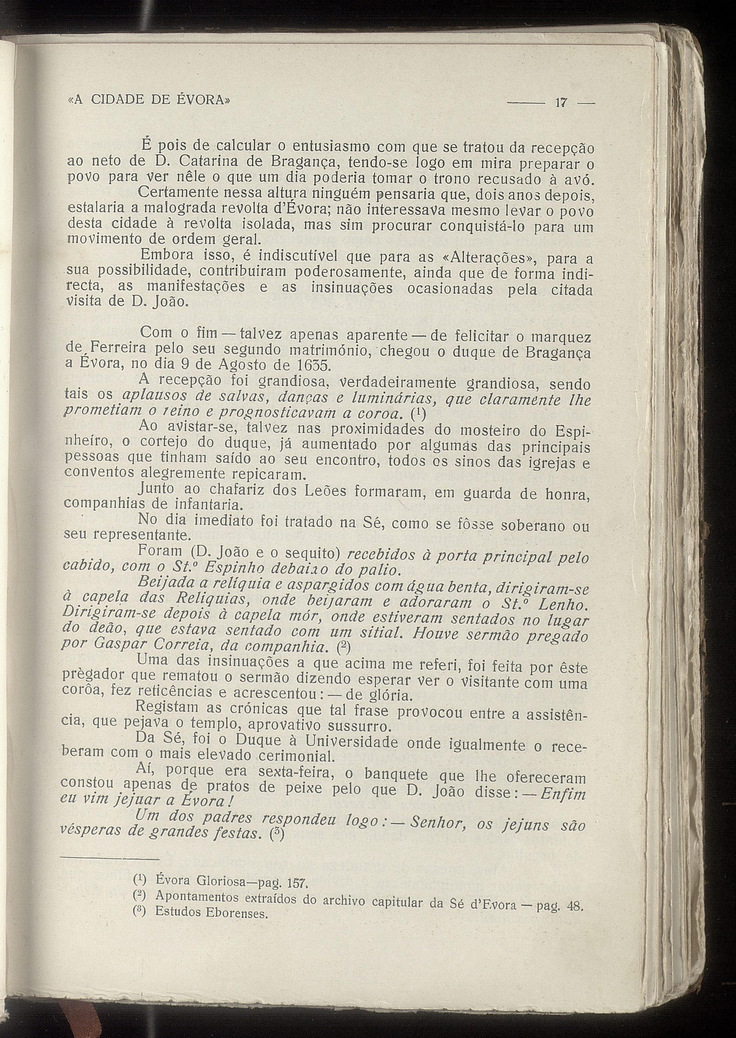 «A CIDADE DE ÉVORA» — 17 —
É pois de calcular o entusiasmo com que se tratou da recepção
ao neto de D. Catarina de Bragança, tendo-se logo em mira preparar o
povo para ver nêle o que um dia poderia tomar o trono recusado à avó.
Certamente nessa altura ninguém pensaria que, dois anos depois,
estalaria a malograda revolta d'Évora; não interessava mesmo levar o povo
desta cidade à revolta isolada, mas sim procurar conquistá-lo para um
movimento de ordem geral.
Embora isso, é indiscutível que para as «Alterações», para a
sua possibilidade, contribuíram poderosamente, ainda que de forma indi-
recta, as manifestações e as insinuações ocasionadas pela citada
visita de D. João.
Com o fim — talvez apenas aparente — de felicitar o marquez
de Ferreira pelo seu segundo matrimónio, chegou o duque de Bragança
a Évora, no dia 9 de Agosto de 1635.
A recepção foi grandiosa, verdadeiramente grandiosa, sendo
tais os aplausos de salvas, danças e luminárias, que claramente lhe
prometiam o reino e prognosticavam a coroa. (¹)
Ao avistar-se, talvez nas proximidades do mosteiro do Espi-
nheiro, o cortejo do duque, já aumentado por algumas das principais
pessoas que tinham saído ao seu encontro, todos os sinos das igrejas e
conventos alegremente repicaram.
Junto ao chafariz dos Leões formaram, em guarda de honra,
companhias de infantaria.
No dia imediato foi tratado na Sé, como se fôsse soberano ou
seu representante.
Foram (D. João e o sequito) recebidos à porta principal pelo
cabido, com o St.º Espinho debaixo do palio.
Beijada a relíquia e aspargidos com água benta, dirigiram-se
à capela das Relíquias, onde beijaram e adoraram o St.º Lenho.
Dirigiram-se depois à capela mór, onde estiveram sentados no lugar
do deão, que estava sentado com um sitial. Houve sermão pregado
por Gaspar Correia, da companhia. (²)
Uma das insinuações a que acima me referi, foi feita por êste
prègador que rematou o sermão dizendo esperar ver o visitante com uma
corôa, fez reticências e acrescentou: — de glória.
Registam as crónicas que tal frase provocou entre a assistên-
cia, que pejava o templo, aprovativo sussurro.
Da Sé, foi o Duque à Universidade onde igualmente o rece-
beram com o mais elevado cerimonial.
Aí, porque era sexta-feira, o banquete que lhe ofereceram
constou apenas de pratos de peixe pelo que D. João disse: — Enfim
eu vim jejuar a Évora!
Um dos padres respondeu logo: — Senhor, os jejuns são
vésperas de grandes festas. (³)
(¹) Évora Gloriosa—pag. 157.
(²) Apontamentos extraídos do archivo capitular da Sé d'Evora — pag. 48.
(³) Estudos Eborenses.